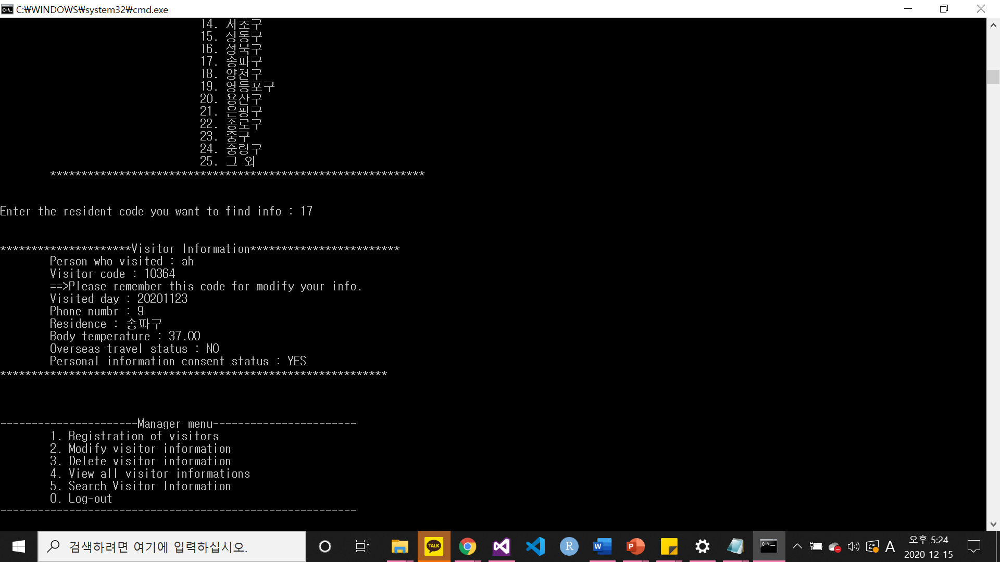 C:\WINDOWS\system32\cmd.exe
14. 서초구
15. 성동구
16. 성북구
17. 송파구
18. 양천구
19. 영등포구
20. 용산구
21. 은평구
22. 종로구
23. 중구
24. 중랑구
25. 그 외
************************************************************
Enter the resident code you want to find info : 17
*********************Visitor Information************************
Person who visited : ah
Visitor code : 10364
==>Please remember this code for modify your info.
Visited day : 20201123
Phone numbr : 9
Residence : 송파구
Body temperature : 37.00
Overseas travel status : NO
Personal information consent status : YES
**************************************************************
----------------------Manager menu-----------------------
1. Registration of visitors
2. Modify visitor information
3. Delete visitor information
4. View all visitor informations
5. Search Visitor Information
0. Log-out
---------------------------------------------------------
검색하려면 여기에 입력하십시오.
TALK
R
W
P
A
오후 5:24
2020-12-15